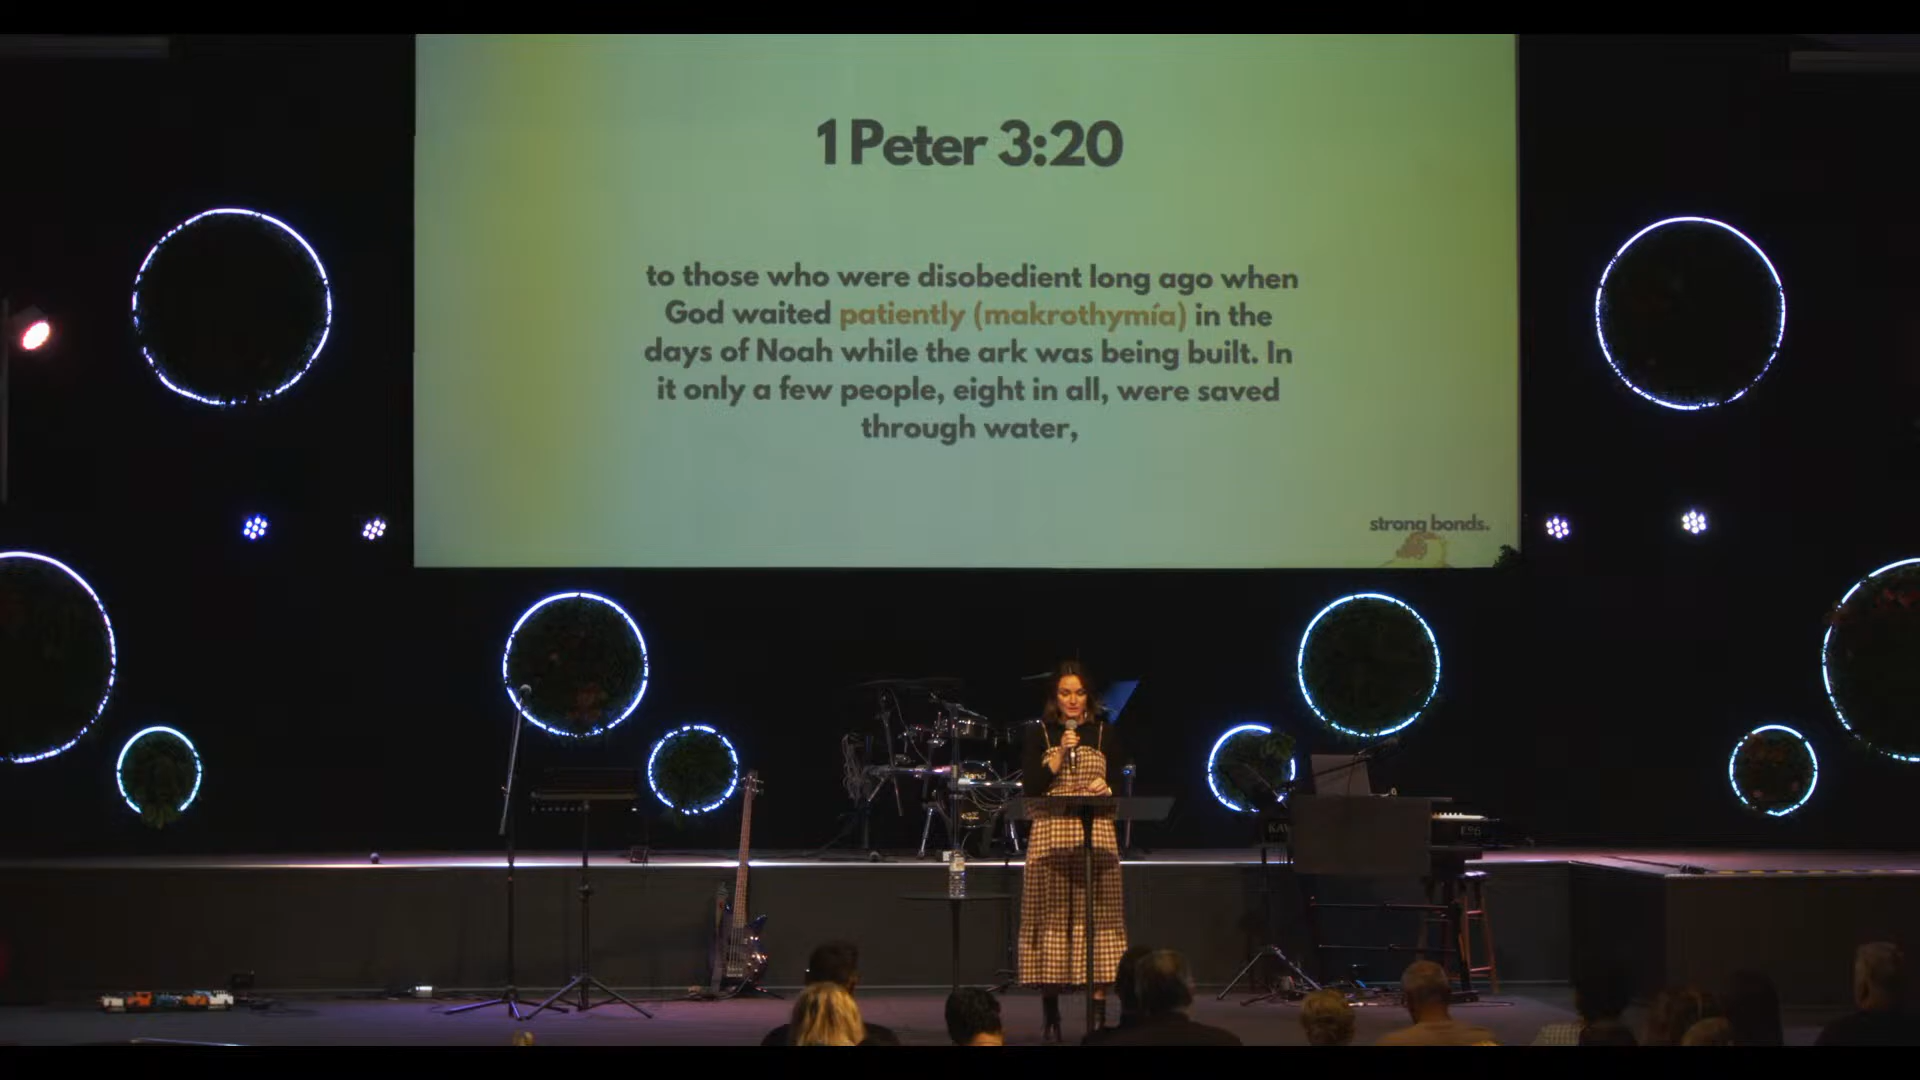 1 Peter 3:20
to those who were disobedient long ago when
God waited patiently (makrothymía) in the
days of Noah while the ark was being built. In
it only a few people, eight in all, were saved
through water,
strong bonds.